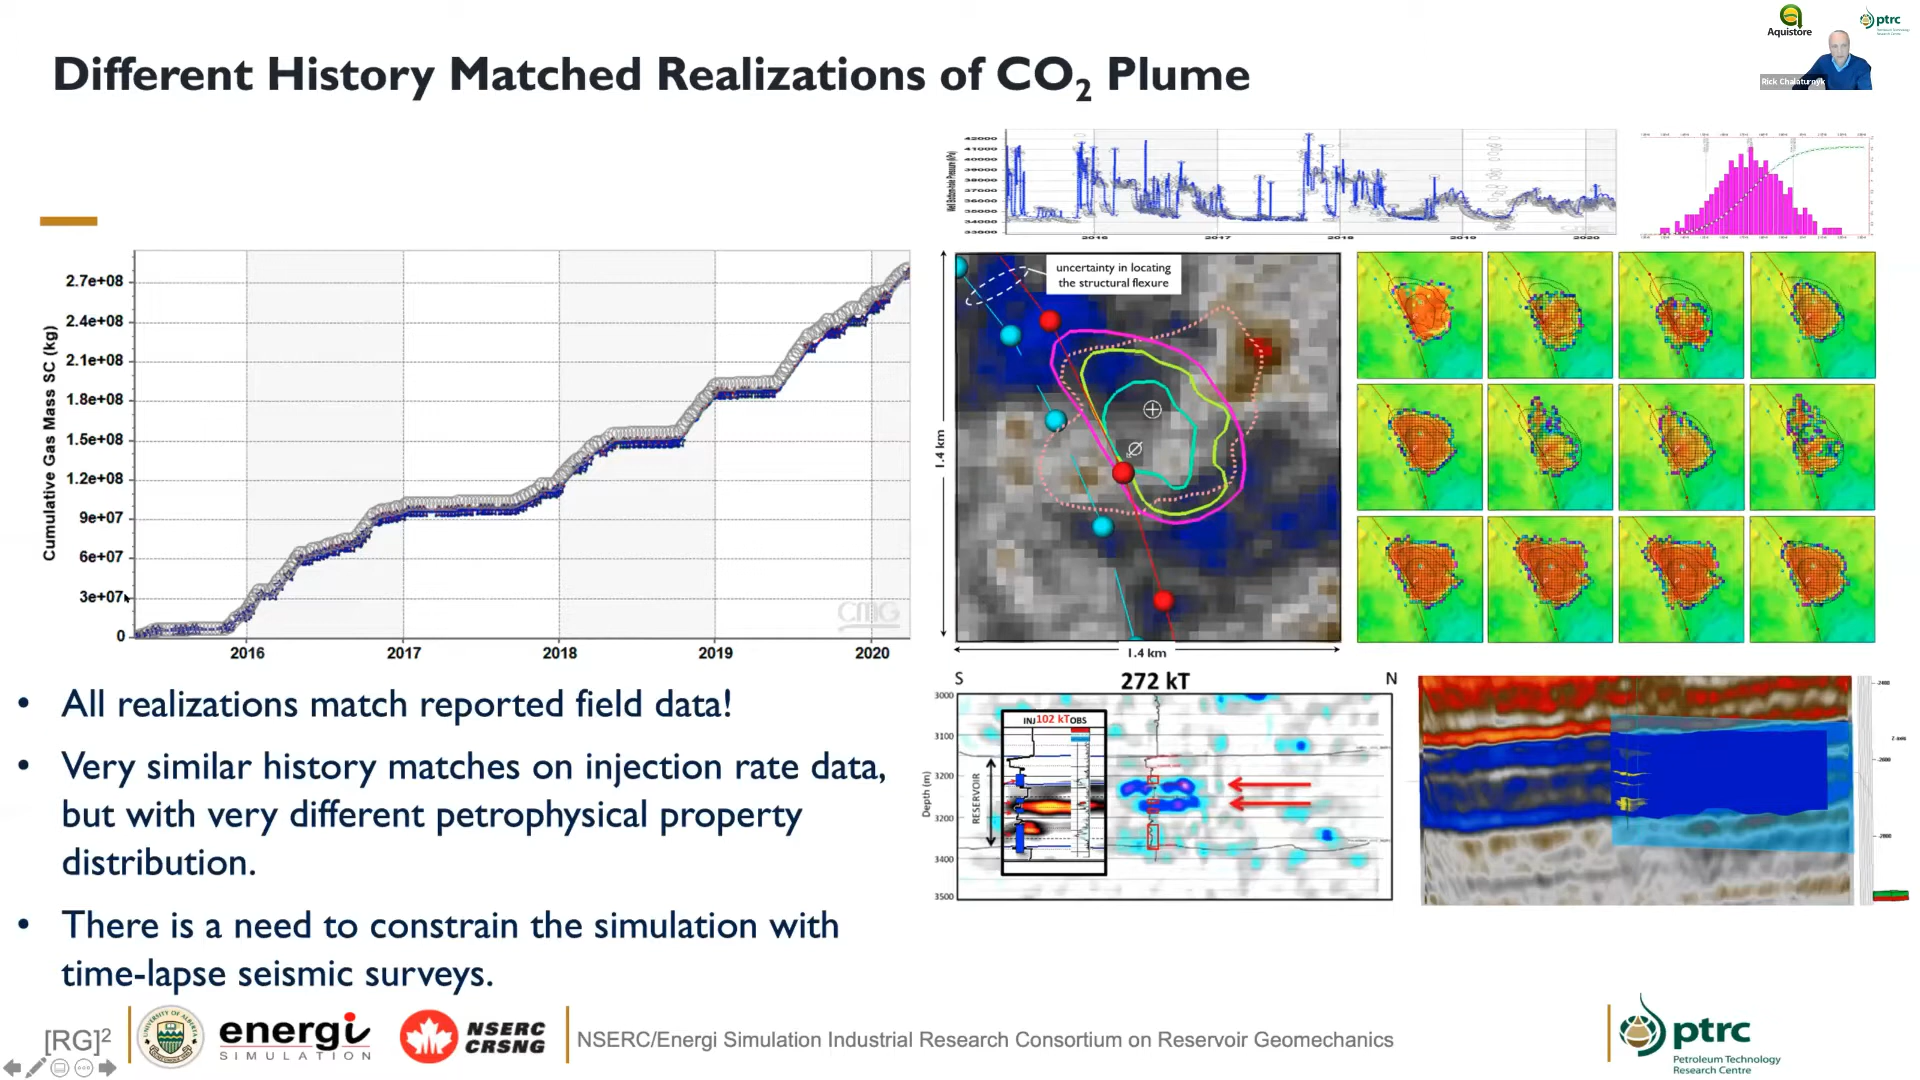 Different History Matched Realizations of CO2 Plume
Aquistore
ptrc
Rick Chalaturnyk
Well Bottom-hole Pressure (kPa)
42000
41000
40000
39000
38000
37000
36000
35000
34000
33000
2016
2017
2018
2019
2020
Cumulative Gas Mass SC (kg)
2.7e+08
2.4e+08
2.1e+08
1.8e+08
1.5e+08
1.2e+08
9e+07
6e+07
3e+07
0
2016
2017
2018
2019
2020
CMG
uncertainty in locating
the structural flexure
1.4 km
1.4 km
S
272 kT
N
Depth (m)
3000
3100
3200
3200
3400
3500
INJ 102 kT OBS
RESERVOIR
• All realizations match reported field data!
• Very similar history matches on injection rate data,
but with very different petrophysical property
distribution.
• There is a need to constrain the simulation with
time-lapse seismic surveys.
[RG]2
UNIVERSITY OF ALBERTA
energi
SIMULATION
NSERC
CRSNG
NSERC/Energi Simulation Industrial Research Consortium on Reservoir Geomechanics
ptrc
Petroleum Technology
Research Centre